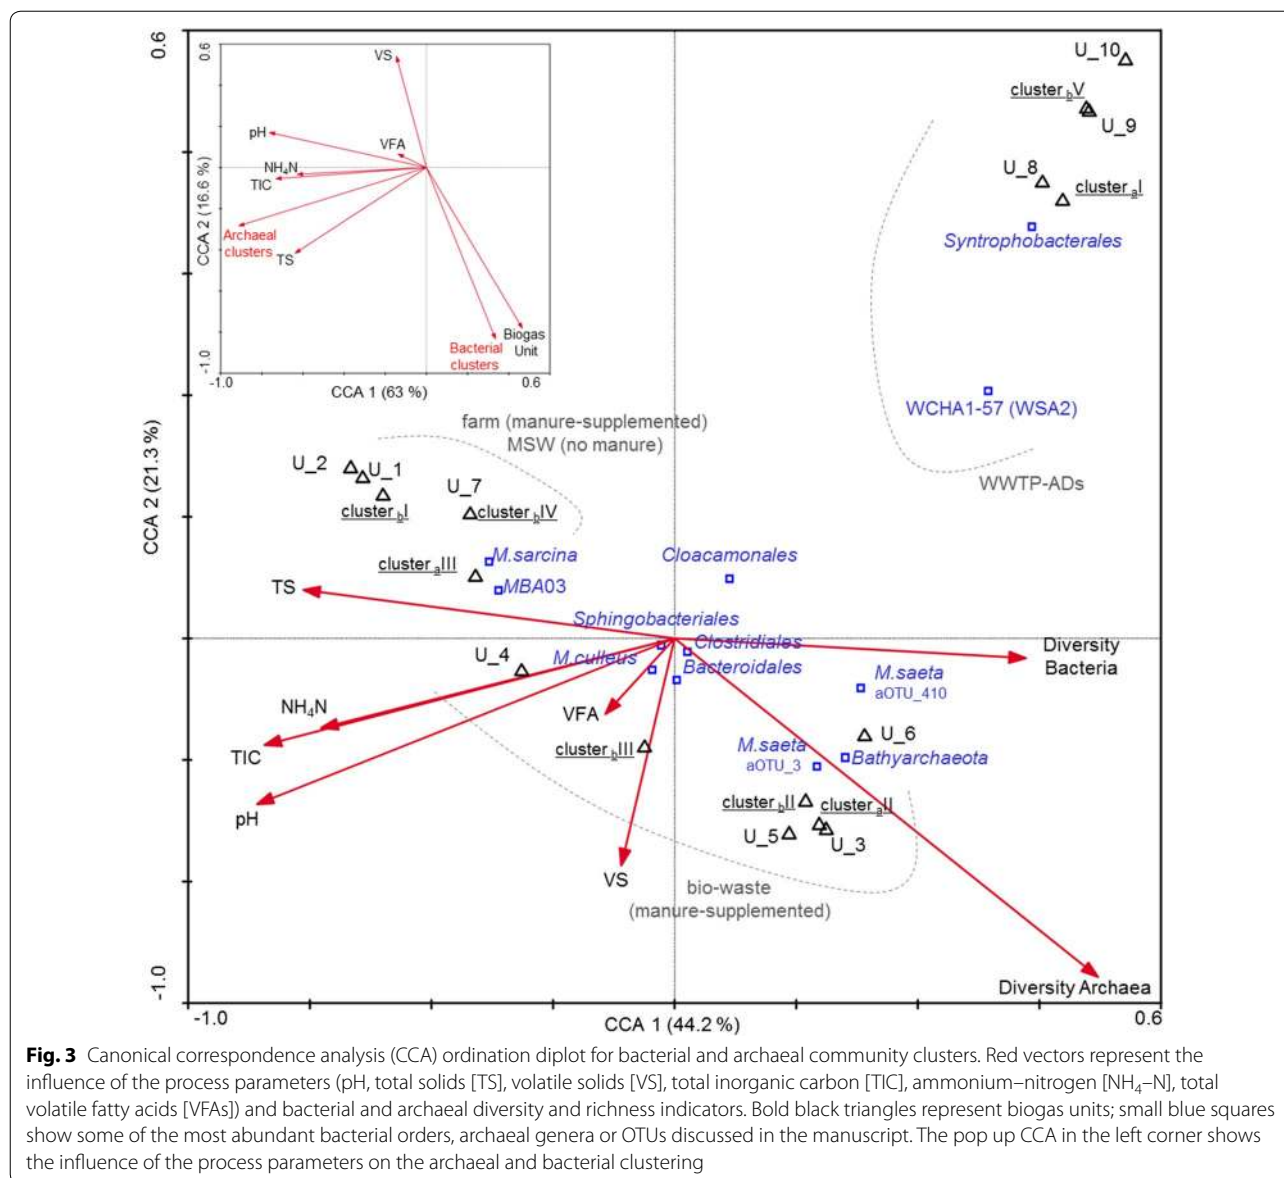 0.6
CCA 2 (21.3 %)
-1.0
-1.0
CCA 1 (44.2 %)
0.6
0.6
CCA 2 (16.6 %)
-1.0
-1.0
CCA 1 (63 %)
0.6
VS
pH
VFA
NH4N
TIC
Archaeal
clusters
TS
Bacterial
clusters
Biogas
Unit
U_10
cluster bV
U_9
U_8
cluster aI
Syntrophobacterales
WCHA1-57 (WSA2)
WWTP-ADs
farm (manure-supplemented)
MSW (no manure)
U_2
U_1
cluster bI
U_7
cluster bIV
M.sarcina
cluster aIII
MBA03
TS
Cloacamonales
Sphingobacteriales
Clostridiales
M.culleus
Bacteroidales
Diversity
Bacteria
U_4
M.saeta
aOTU_410
NH4N
VFA
TIC
cluster bIII
U_6
M.saeta
aOTU_3
Bathyarchaeota
pH
cluster bII
cluster aII
U_5
U_3
VS
bio-waste
(manure-supplemented)
Diversity Archaea
Fig. 3 Canonical correspondence analysis (CCA) ordination diplot for bacterial and archaeal community clusters. Red vectors represent the
influence of the process parameters (pH, total solids [TS], volatile solids [VS], total inorganic carbon [TIC], ammonium–nitrogen [NH4–N], total
volatile fatty acids [VFAs]) and bacterial and archaeal diversity and richness indicators. Bold black triangles represent biogas units; small blue squares
show some of the most abundant bacterial orders, archaeal genera or OTUs discussed in the manuscript. The pop up CCA in the left corner shows
the influence of the process parameters on the archaeal and bacterial clustering